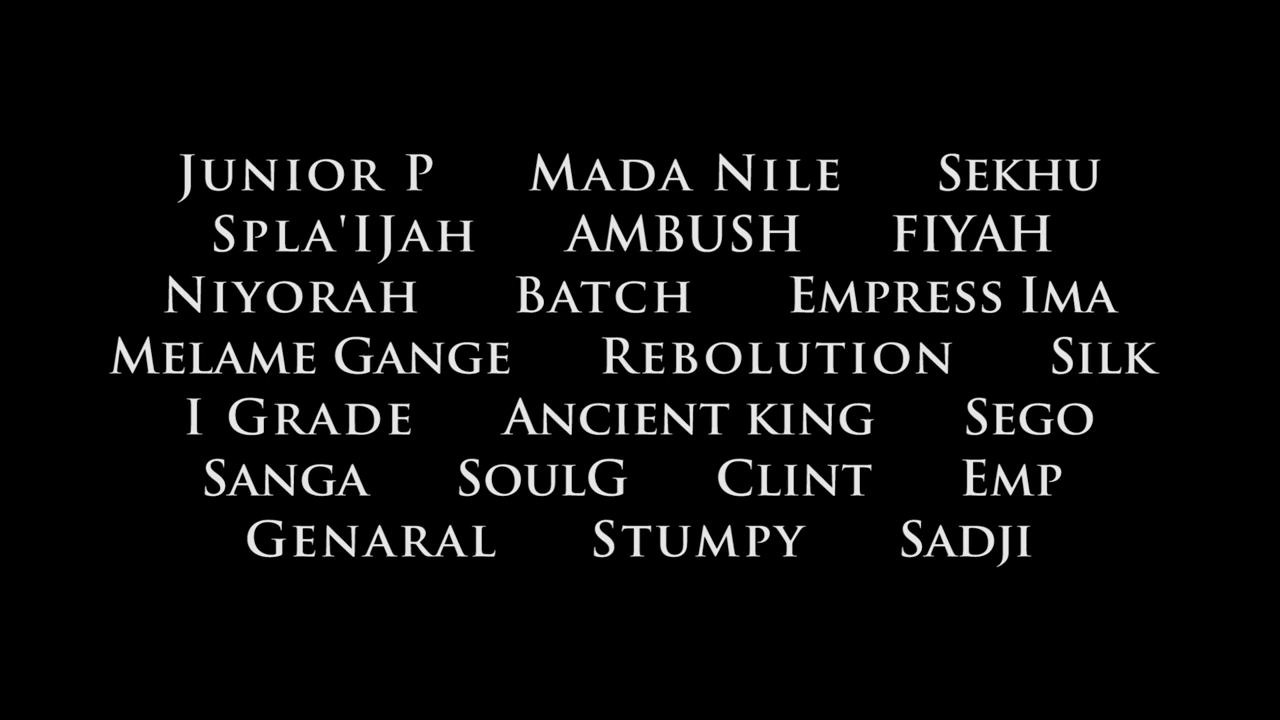 Junior P Mada Nile Sekhu
Spla'IJah AMBUSH FIYAH
Niyorah Batch Empress Ima
Melame Gange Rebolution Silk
I Grade Ancient king Sego
Sanga SoulG Clint Emp
Genaral Stumpy Sadji